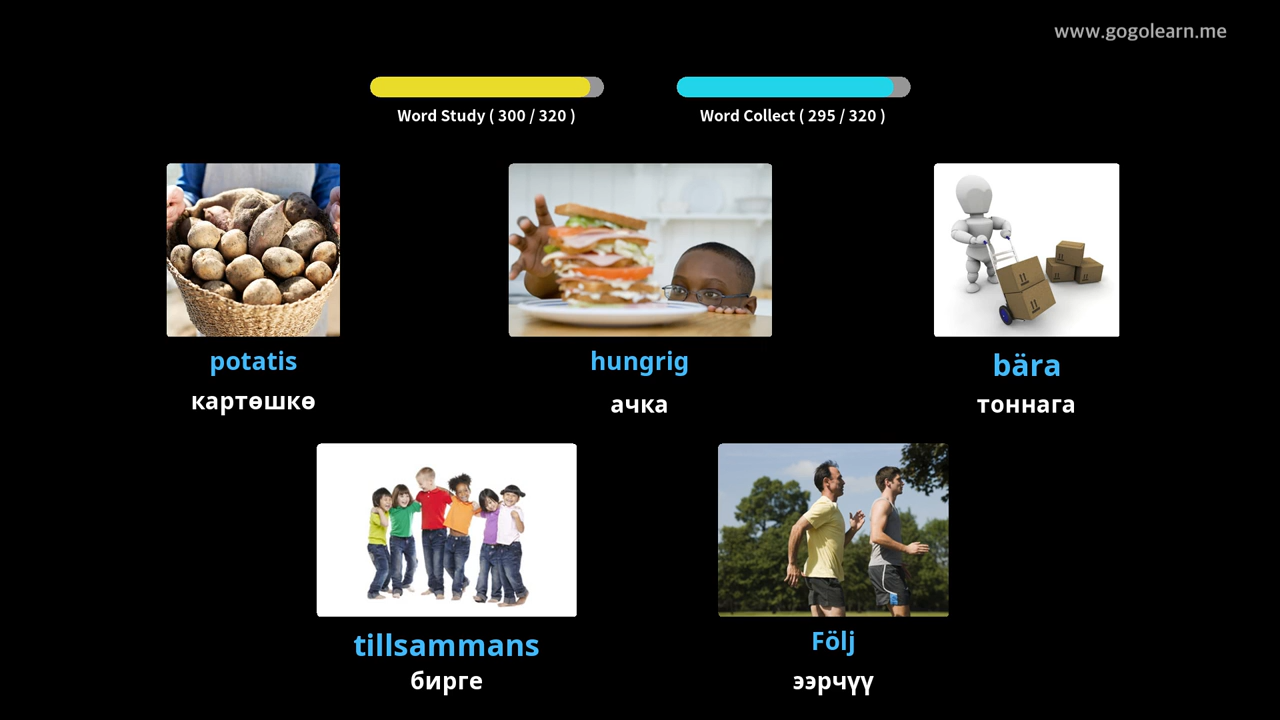 www.gogolearn.me
Word Study ( 300 / 320 )
Word Collect ( 295 / 320 )
potatis
hungrig
bära
картөшкө
ачка
тоннага
tillsammans
Följ
бирге
ээрчүү